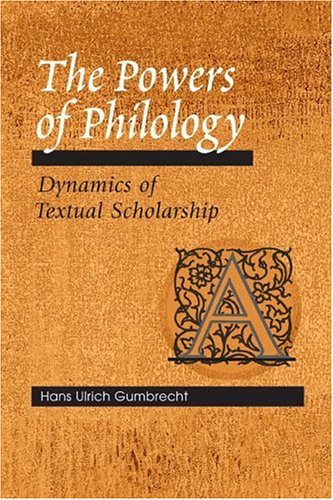 The Powers
of Philology
Dynamics of
Textual Scholarship
A
Hans Ulrich Gumbrecht